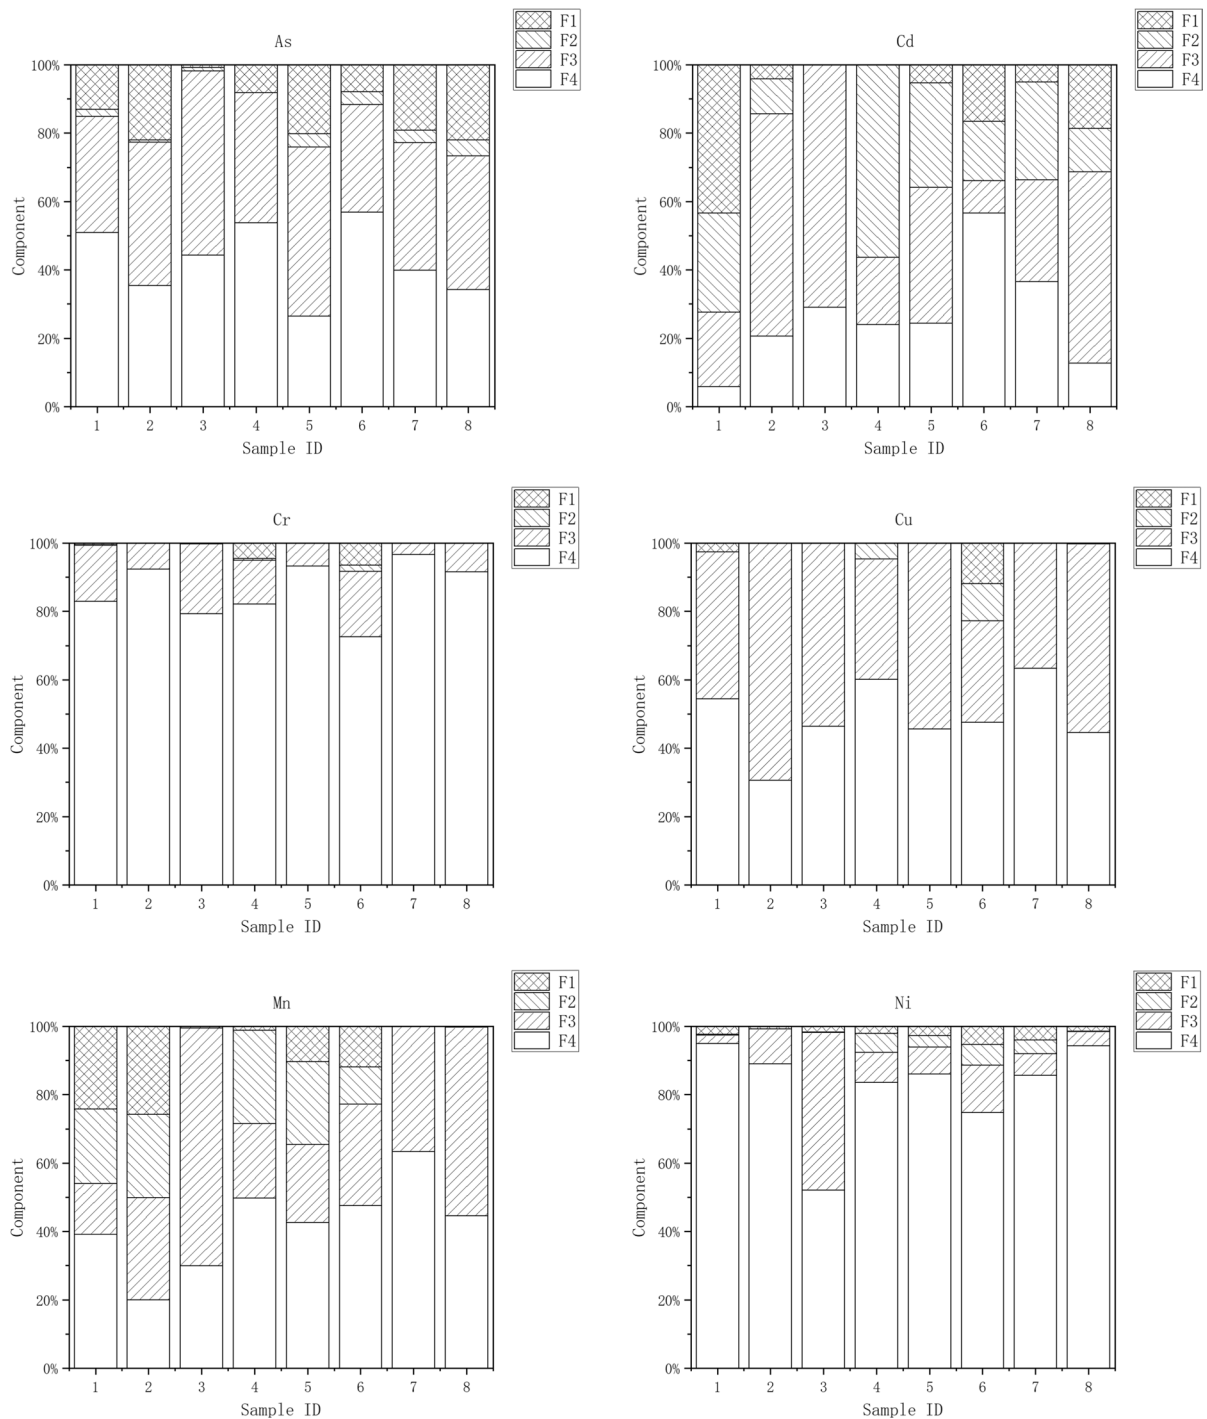 As
F1
F2
F3
F4
Component
100%
80%
60%
40%
20%
0%
1 2 3 4 5 6 7 8
Sample ID
Cd
F1
F2
F3
F4
Component
100%
80%
60%
40%
20%
0%
1 2 3 4 5 6 7 8
Sample ID
Cr
F1
F2
F3
F4
Component
100%
80%
60%
40%
20%
0%
1 2 3 4 5 6 7 8
Sample ID
Cu
F1
F2
F3
F4
Component
100%
80%
60%
40%
20%
0%
1 2 3 4 5 6 7 8
Sample ID
Mn
F1
F2
F3
F4
Component
100%
80%
60%
40%
20%
0%
1 2 3 4 5 6 7 8
Sample ID
Ni
F1
F2
F3
F4
Component
100%
80%
60%
40%
20%
0%
1 2 3 4 5 6 7 8
Sample ID